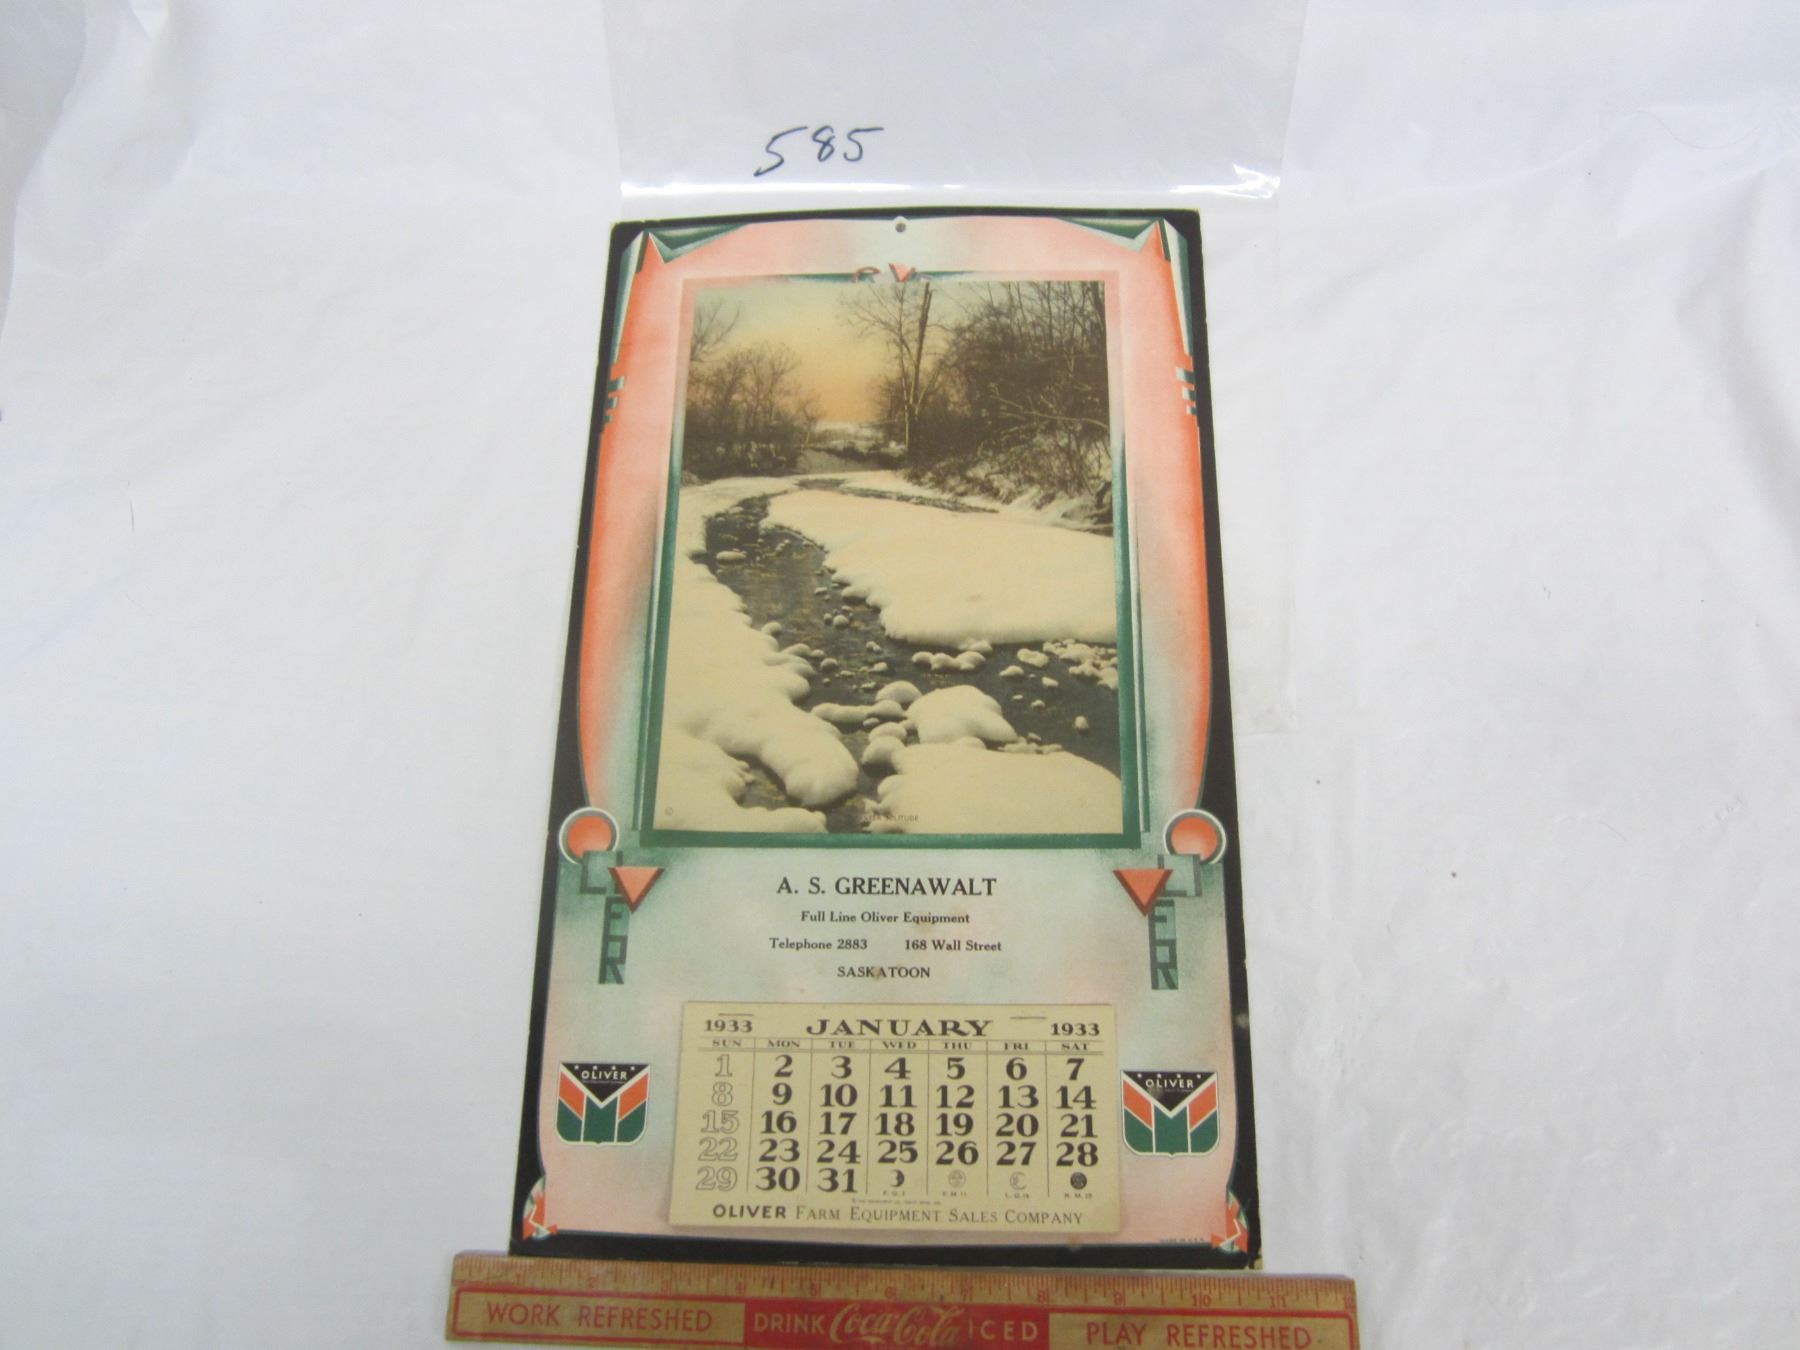 585
SOLITUDE
A. S. GREENAWALT
Full Line Oliver Equipment
Telephone 2883 168 Wall Street
SASKATOON
1933 JANUARY 1933
SUN MON TUE WED THU FRI SAT
1 2 3 4 5 6 7
8 9 10 11 12 13 14
15 16 17 18 19 20 21
22 23 24 25 26 27 28
29 30 31
OLIVER FARM EQUIPMENT SALES COMPANY
OLIVER
OLIVER
MADE IN U.S.A.
WORK REFRESHED DRINK Coca-Cola ICED PLAY REFRESHED